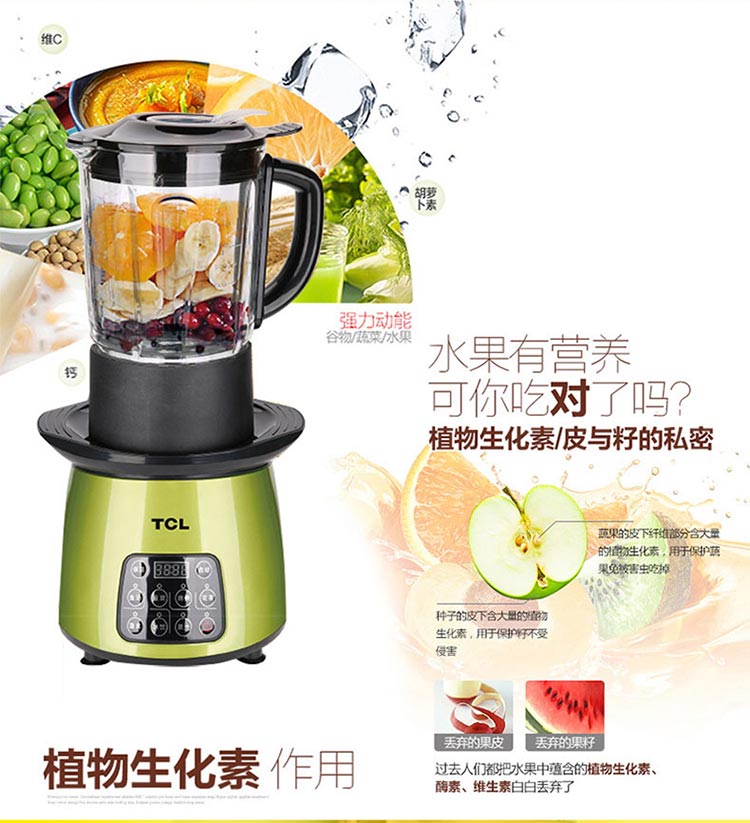 维C
胡萝
卜素
强力动能
谷物/蔬菜/水果
钙
水果有营养
可你吃对了吗?
植物生化素/皮与籽的私密
TCL
蔬果的皮下纤维部分含大量
的植物生化素，用于保护蔬
果免被害虫吃掉
种子的皮下含大量的植物
生化素，用于保护籽不受
侵害
丢弃的果皮
丢弃的果籽
过去人们都把水果中蕴含的植物生化素、
酶素、维生素白白丢弃了
植物生化素 作用